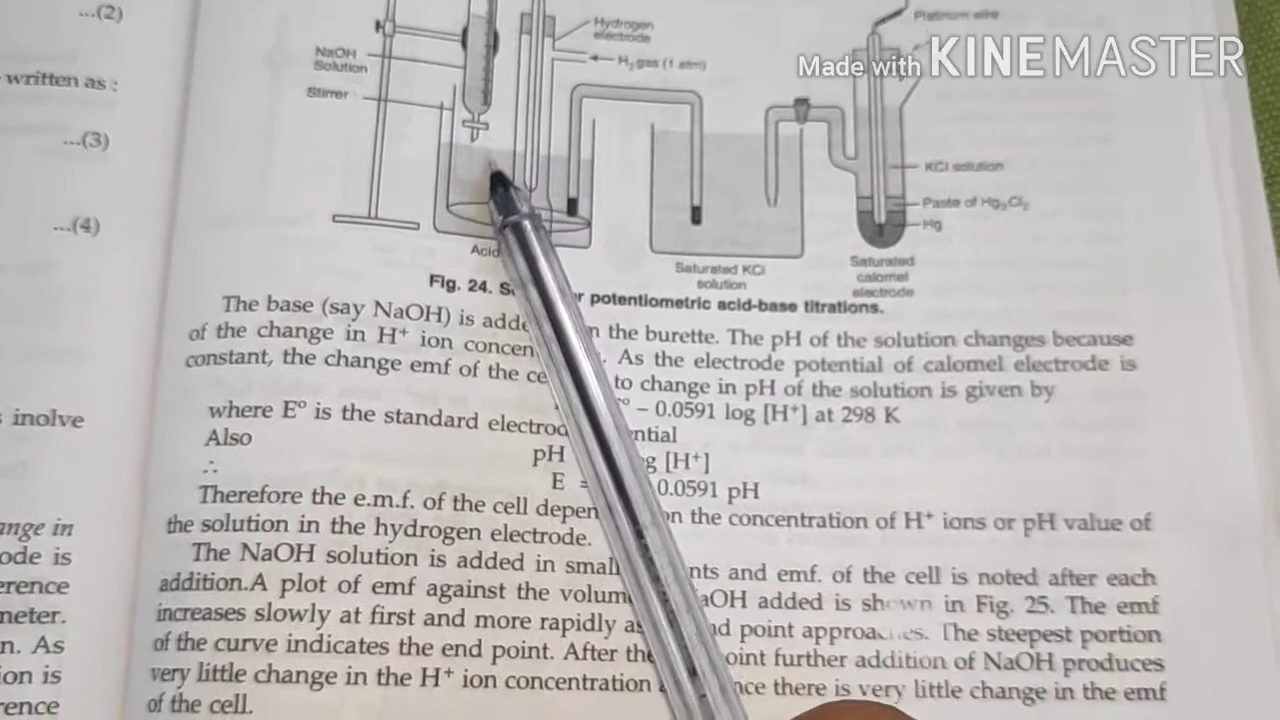 ...(2)
written as :
...(3)
...(4)
inolve
ange in
ode is
erence
meter.
n. As
ion is
rence
Made with KINEMASTER
Platinum wire
Hydrogen
electrode
H₂ gas (1 atm)
NaOH
Solution
Stirrer
KCl solution
Paste of Hg₂Cl₂
Hg
Acid
Saturated KCl
solution
Saturated
calomel
electrode
Fig. 24. r potentiometric acid-base titrations.
The base (say NaOH) is adde n the burette. The pH of the solution changes because
of the change in H⁺ ion concen . As the electrode potential of calomel electrode is
constant, the change emf of the ce to change in pH of the solution is given by
° − 0.0591 log [H⁺] at 298 K
where E° is the standard electrod ntial
Also
pH g [H⁺]
∴ E = 0.0591 pH
Therefore the e.m.f. of the cell depen on the concentration of H⁺ ions or pH value of
the solution in the hydrogen electrode.
The NaOH solution is added in small nts and emf. of the cell is noted after each
addition.A plot of emf against the volum aOH added is shown in Fig. 25. The emf
increases slowly at first and more rapidly as nd point approaches. The steepest portion
of the curve indicates the end point. After the oint further addition of NaOH produces
very little change in the H⁺ ion concentration nce there is very little change in the emf
of the cell.